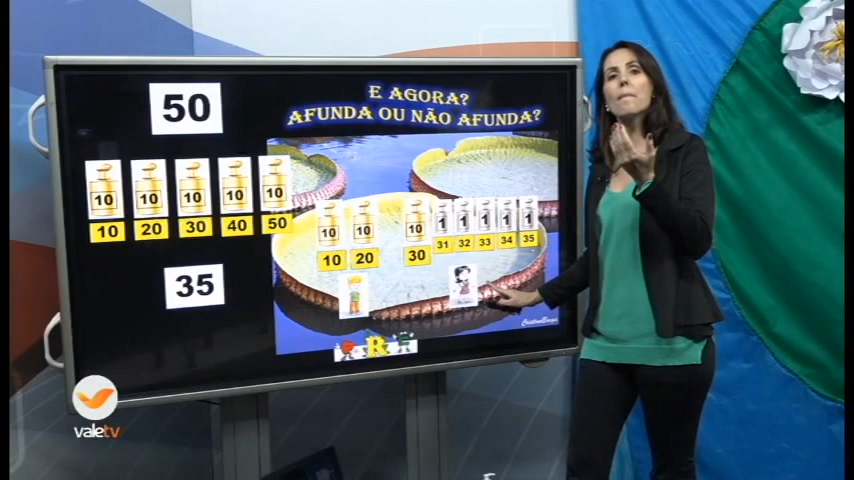 50
E AGORA?
AFUNDA OU NÃO AFUNDA?
10 10 10 10 10
10 20 30 40 50
10 10 10 1 1 1 1 1
10 20 30 31 32 33 34 35
35
R
CristinaBorges
valetv